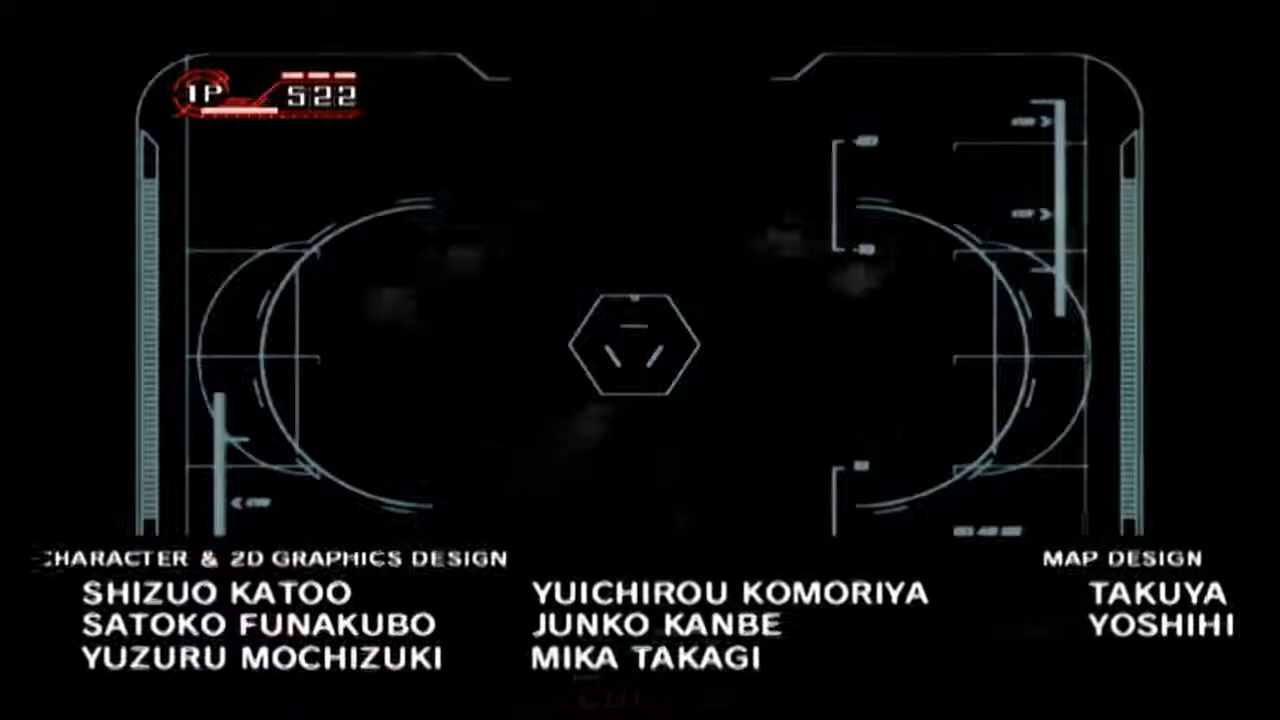 1P 522
CHARACTER & 2D GRAPHICS DESIGN
SHIZUO KATOO
SATOKO FUNAKUBO
YUZURU MOCHIZUKI
YUICHIROU KOMORIYA
JUNKO KANBE
MIKA TAKAGI
MAP DESIGN
TAKUYA
YOSHIHI